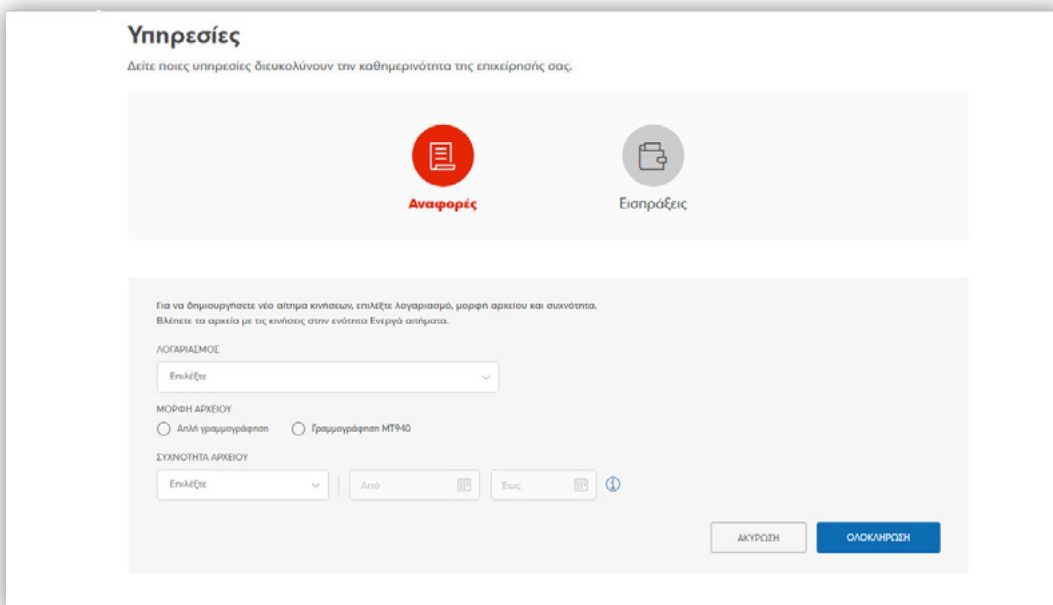 Υπηρεσίες
Δείτε ποιες υπηρεσίες διευκολύνουν την καθημερινότητα της επιχείρησής σας.
Αναφορές
Εισπράξεις
Για να δημιουργήσετε νέο αίτημα κινήσεων, επιλέξτε λογαριασμό, μορφή αρχείου και συχνότητα.
Βλέπετε τα αρχεία με τις κινήσεις στην ενότητα Ενεργά αιτήματα.
ΛΟΓΑΡΙΑΣΜΟΣ
Επιλέξτε
ΜΟΡΦΗ ΑΡΧΕΙΟΥ
Απλή γραμμογράφηση Γραμμογράφηση MT940
ΣΥΧΝΟΤΗΤΑ ΑΡΧΕΙΟΥ
Επιλέξτε Από Έως
ΑΚΥΡΩΣΗ ΟΛΟΚΛΗΡΩΣΗ